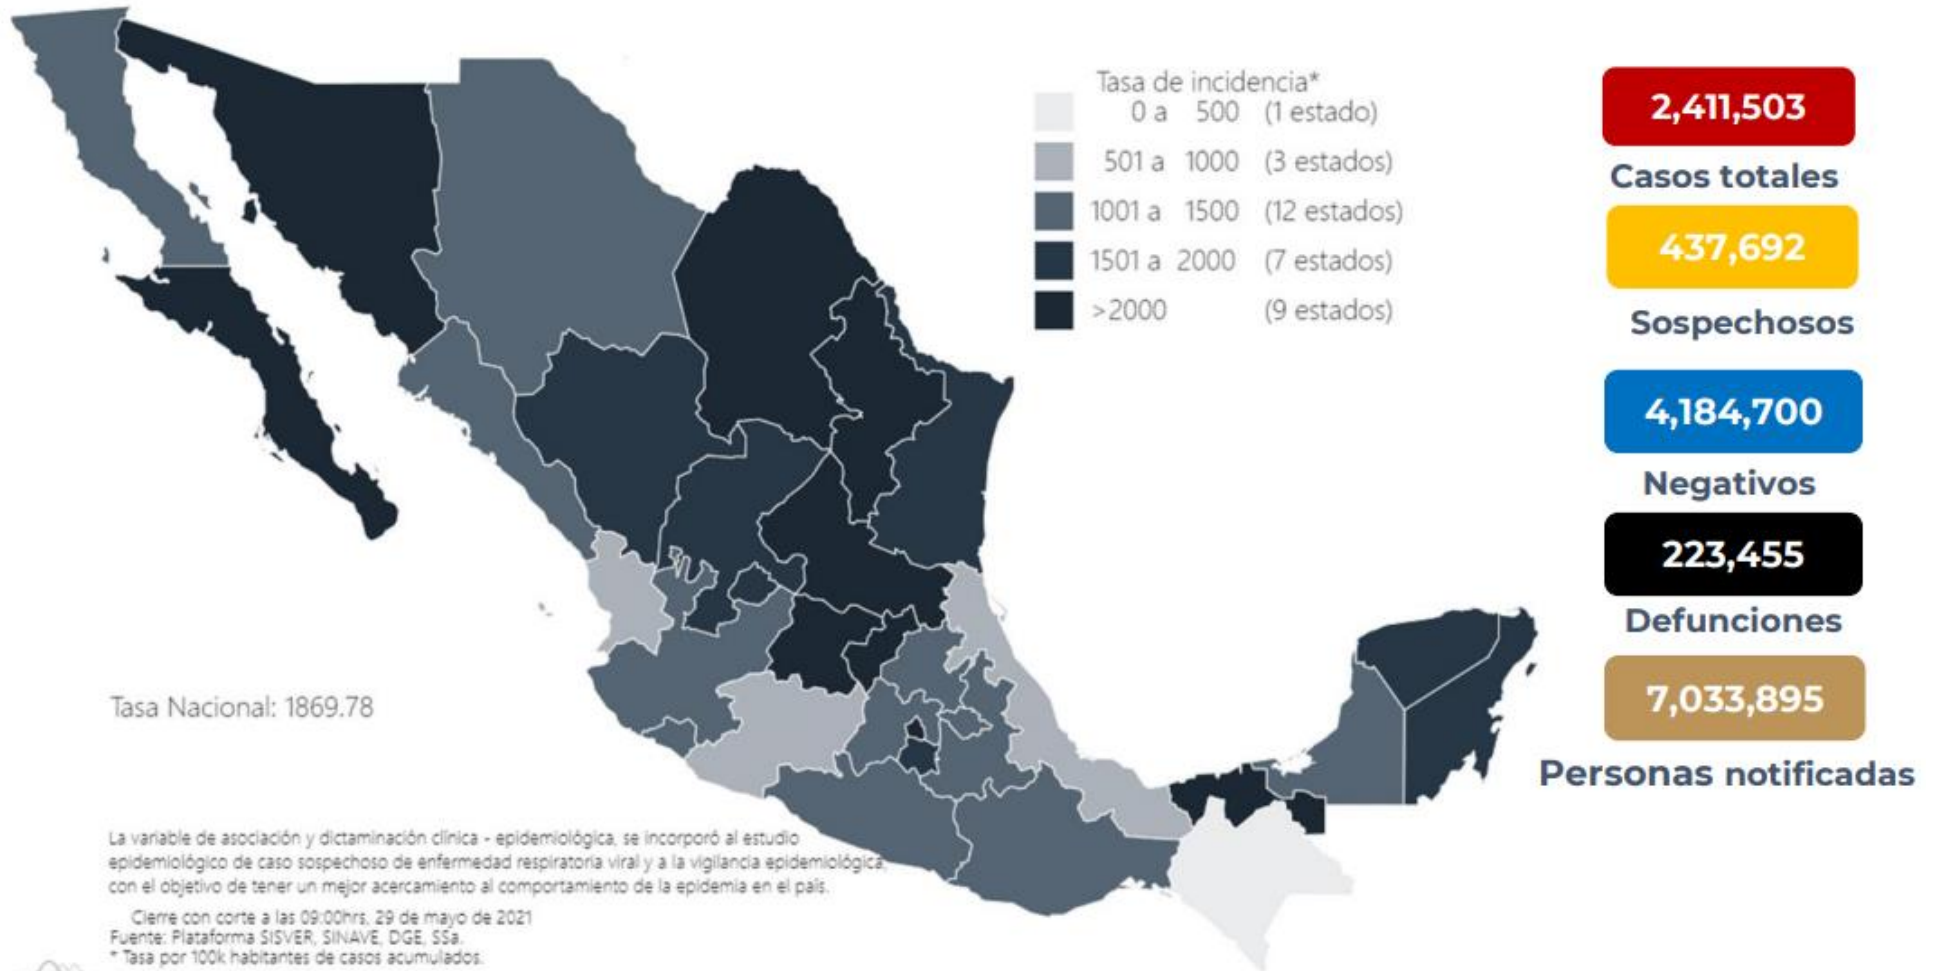 Tasa de incidencia*
0 a 500 (1 estado)
501 a 1000 (3 estados)
1001 a 1500 (12 estados)
1501 a 2000 (7 estados)
>2000 (9 estados)
2,411,503
Casos totales
437,692
Sospechosos
4,184,700
Negativos
223,455
Defunciones
7,033,895
Personas notificadas
Tasa Nacional: 1869.78
La variable de asociación y dictaminación clínica - epidemiológica, se incorporó al estudio
epidemiológico de caso sospechoso de enfermedad respiratoria viral y a la vigilancia epidemiológica,
con el objetivo de tener un mejor acercamiento al comportamiento de la epidemia en el país.
Cierre con corte a las 09:00hrs, 29 de mayo de 2021
Fuente: Plataforma SISVER, SINAVE, DGE, SSa.
* Tasa por 100k habitantes de casos acumulados.